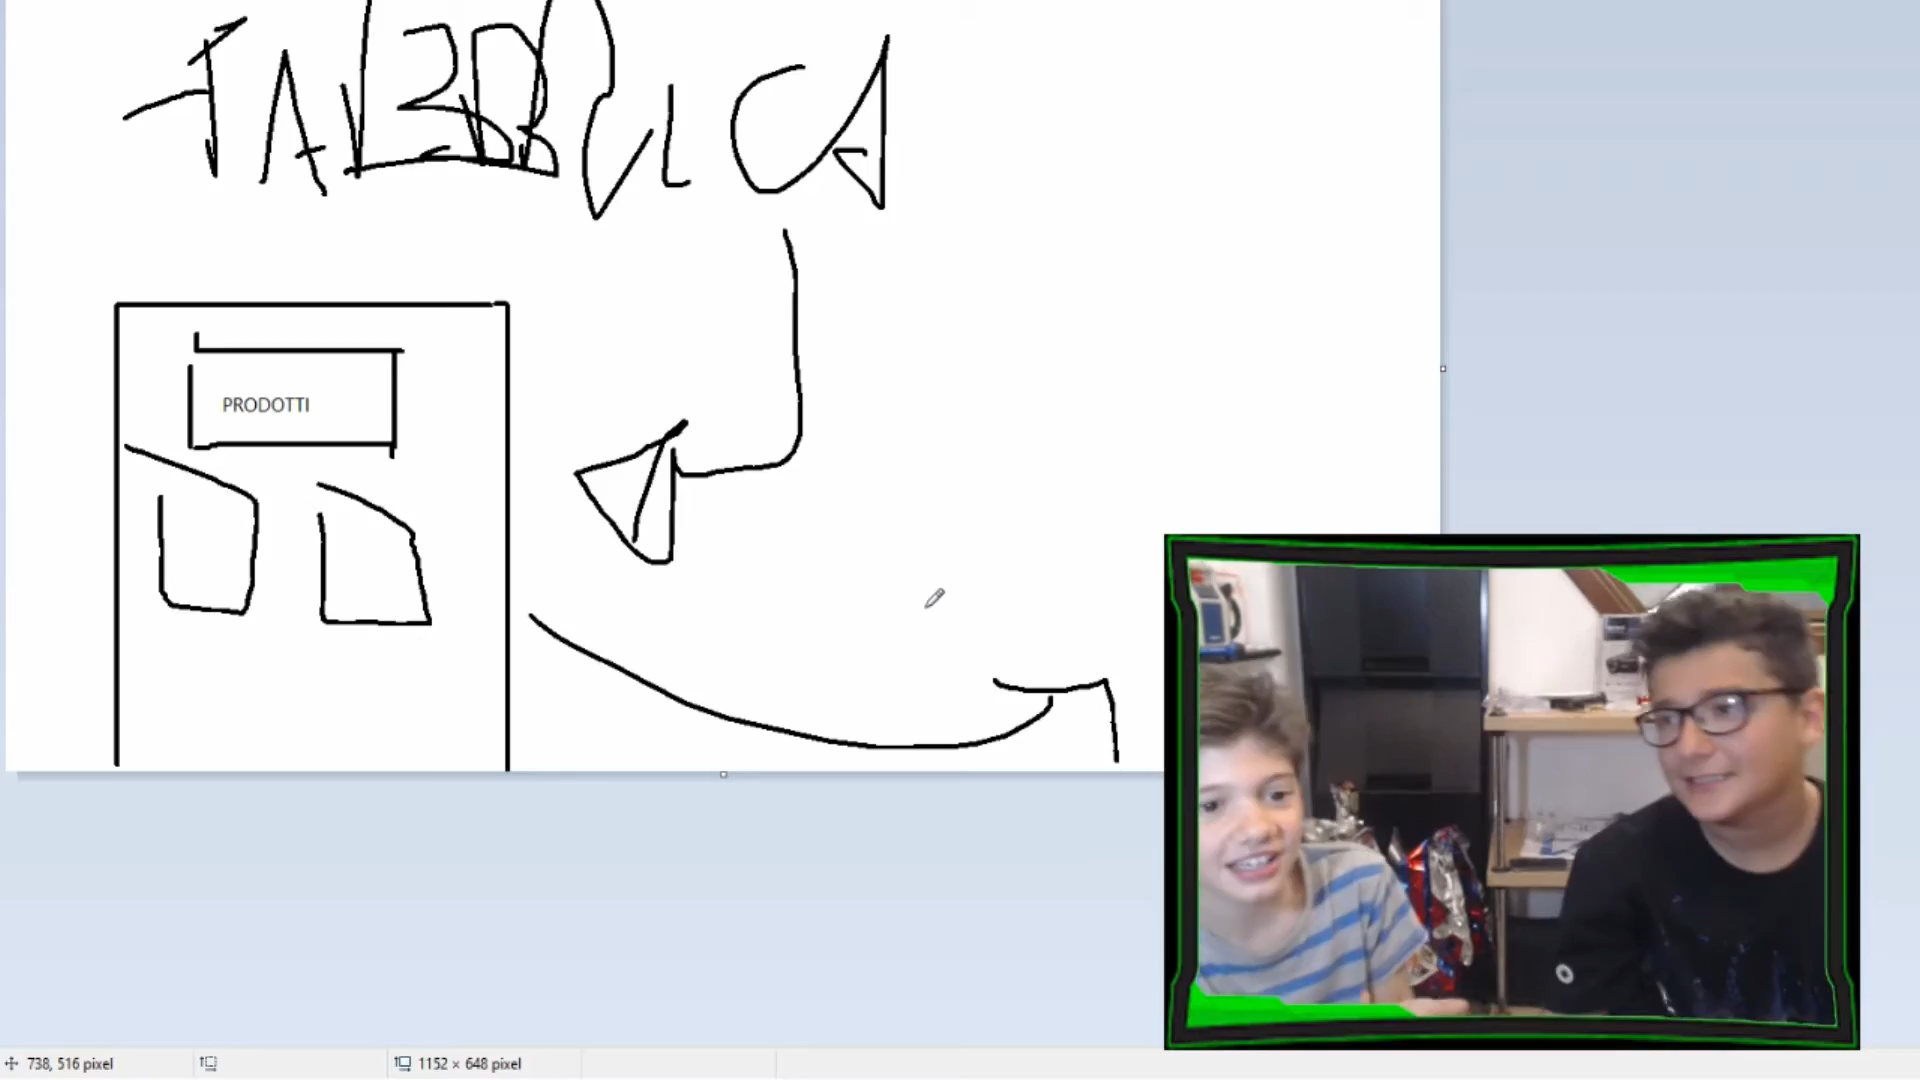 FABBRICA
PRODOTTI
738, 516 pixel
1152 × 648 pixel